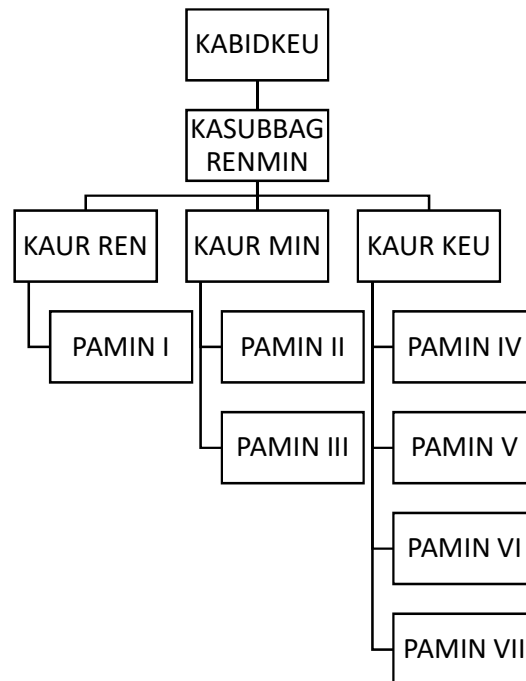 KABIDKEU
KASUBBAG
RENMIN
KAUR REN
KAUR MIN
KAUR KEU
PAMIN I
PAMIN II
PAMIN IV
PAMIN III
PAMIN V
PAMIN VI
PAMIN VII